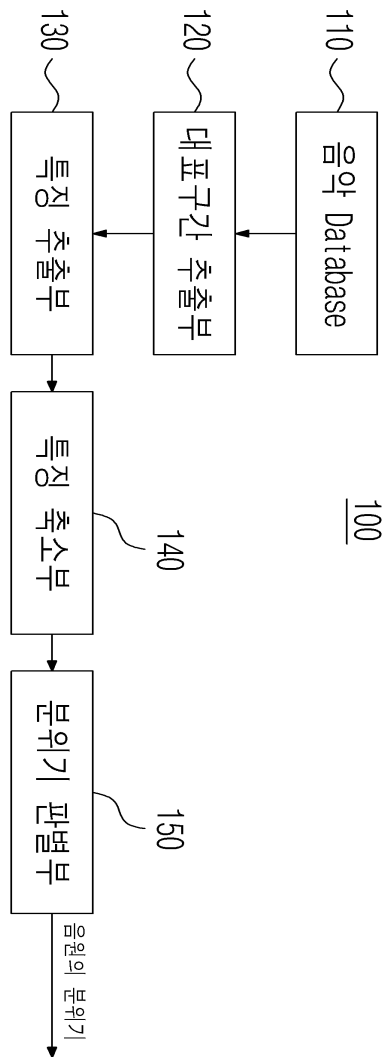 100
110
음악 Database
120
대표구간 추출부
130
특징 추출부
특징 축소부
140
분위기 판별부
150
음원의 분위기